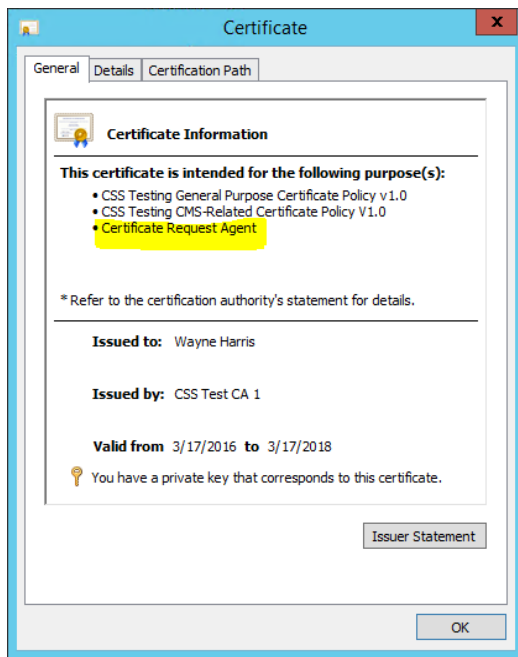 Certificate
x
General Details Certification Path
Certificate Information
This certificate is intended for the following purpose(s):
• CSS Testing General Purpose Certificate Policy v1.0
• CSS Testing CMS-Related Certificate Policy V1.0
• Certificate Request Agent
* Refer to the certification authority's statement for details.
Issued to: Wayne Harris
Issued by: CSS Test CA 1
Valid from 3/17/2016 to 3/17/2018
You have a private key that corresponds to this certificate.
Issuer Statement
OK